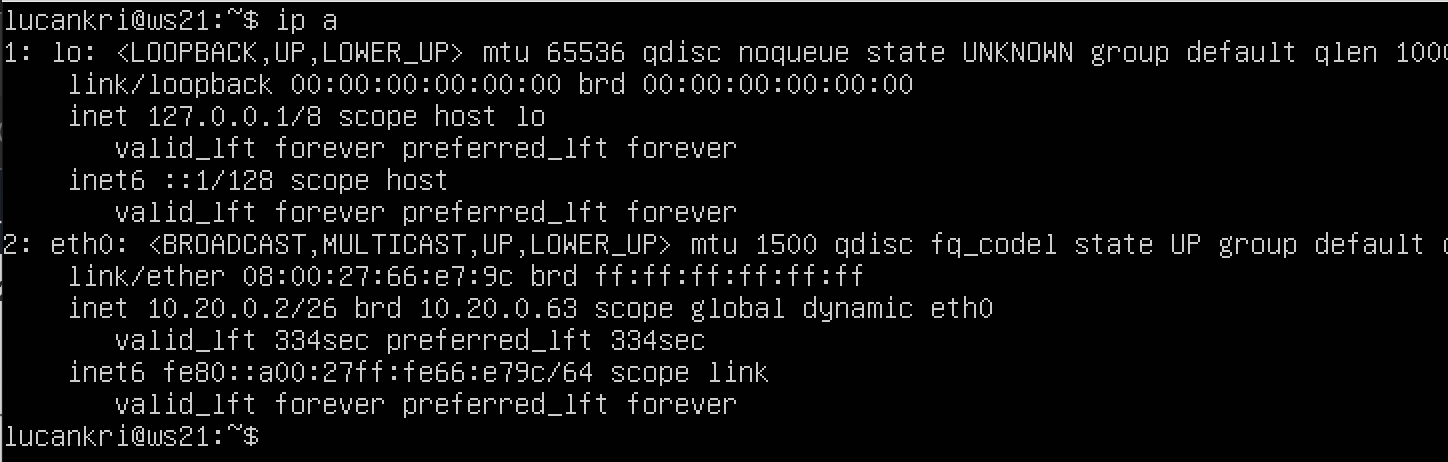 lucankri@ws21:~$ ip a
1: lo: <LOOPBACK,UP,LOWER_UP> mtu 65536 qdisc noqueue state UNKNOWN group default qlen 1000
    link/loopback 00:00:00:00:00:00 brd 00:00:00:00:00:00
    inet 127.0.0.1/8 scope host lo
       valid_lft forever preferred_lft forever
    inet6 ::1/128 scope host
       valid_lft forever preferred_lft forever
2: eth0: <BROADCAST,MULTICAST,UP,LOWER_UP> mtu 1500 qdisc fq_codel state UP group default
    link/ether 08:00:27:66:e7:9c brd ff:ff:ff:ff:ff:ff
    inet 10.20.0.2/26 brd 10.20.0.63 scope global dynamic eth0
       valid_lft 334sec preferred_lft 334sec
    inet6 fe80::a00:27ff:fe66:e79c/64 scope link
       valid_lft forever preferred_lft forever
lucankri@ws21:~$